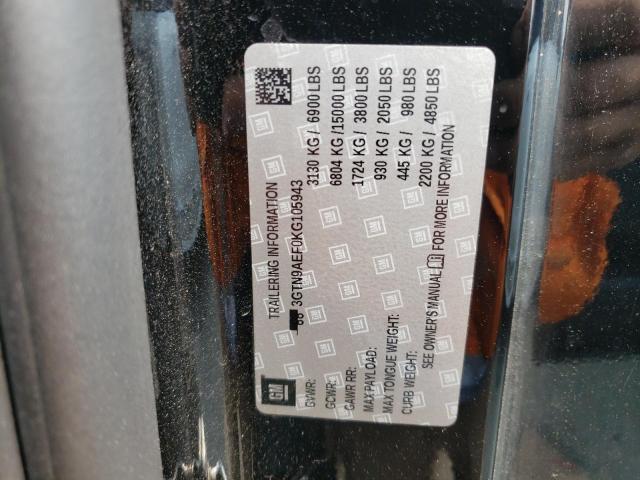 GM
TRAILERING INFORMATION
3GTN9AEF0KG105943
GVWR: 3130 KG / 6900 LBS
GCWR: 6804 KG / 15000 LBS
GAWR RR: 1724 KG / 3800 LBS
MAX PAYLOAD: 930 KG / 2050 LBS
MAX TONGUE WEIGHT: 445 KG / 980 LBS
CURB WEIGHT: 2200 KG / 4850 LBS
SEE OWNER'S MANUAL FOR MORE INFORMATION